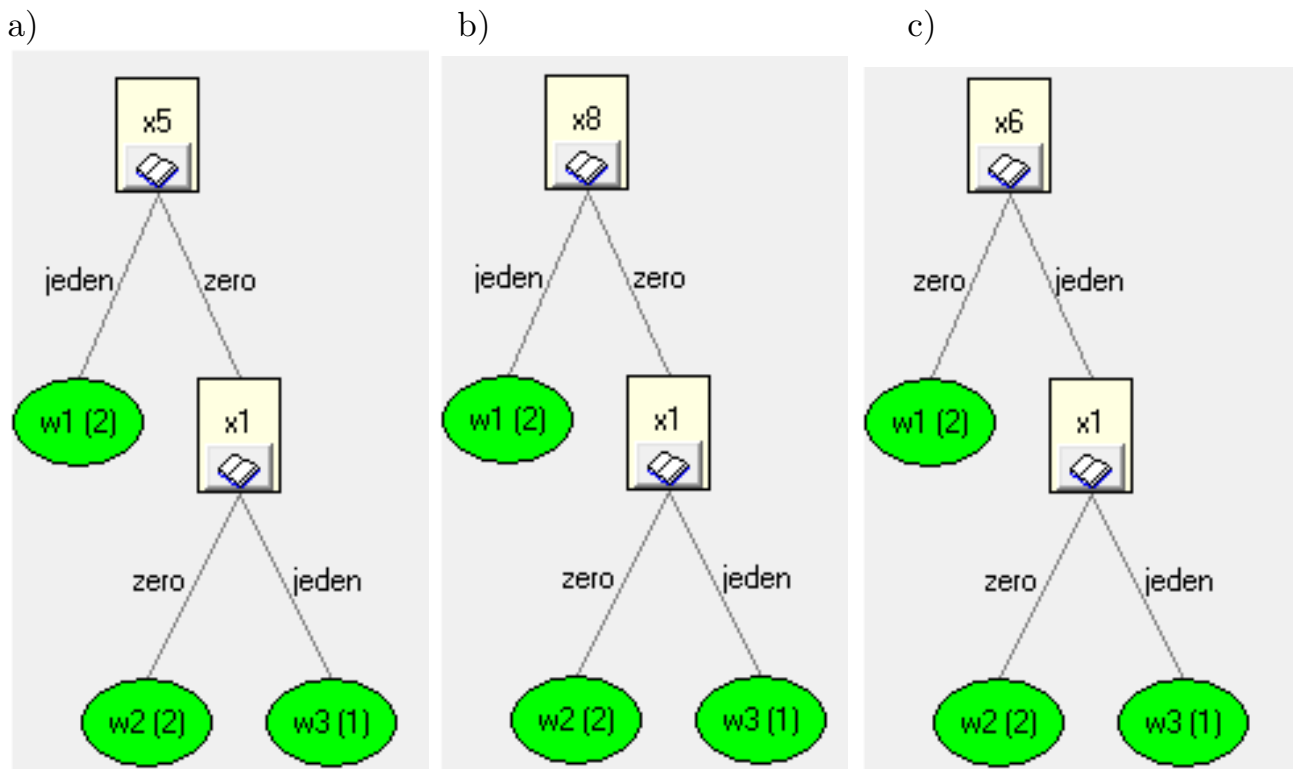 a) b) c)
x5 x8 x6
jeden zero jeden zero zero jeden
w1 (2) x1 w1 (2) x1 w1 (2) x1
zero jeden zero jeden zero jeden
w2 (2) w3 (1) w2 (2) w3 (1) w2 (2) w3 (1)